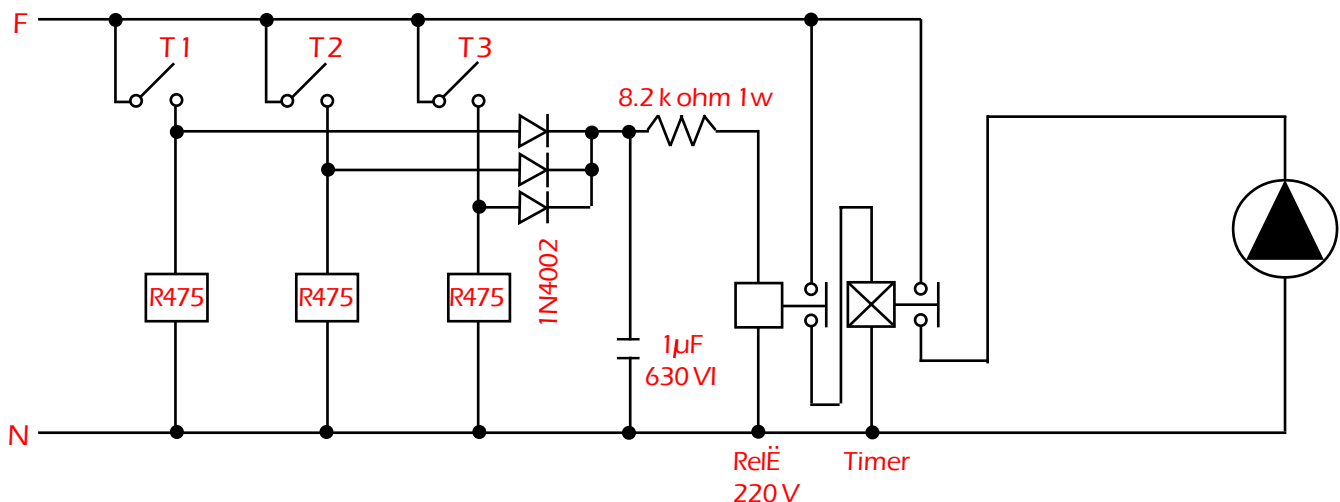 F
T1
T2
T3
8.2 k ohm 1w
R475
R475
R475
1N4002
1µF
630 Vl
N
RelË
220 V
Timer